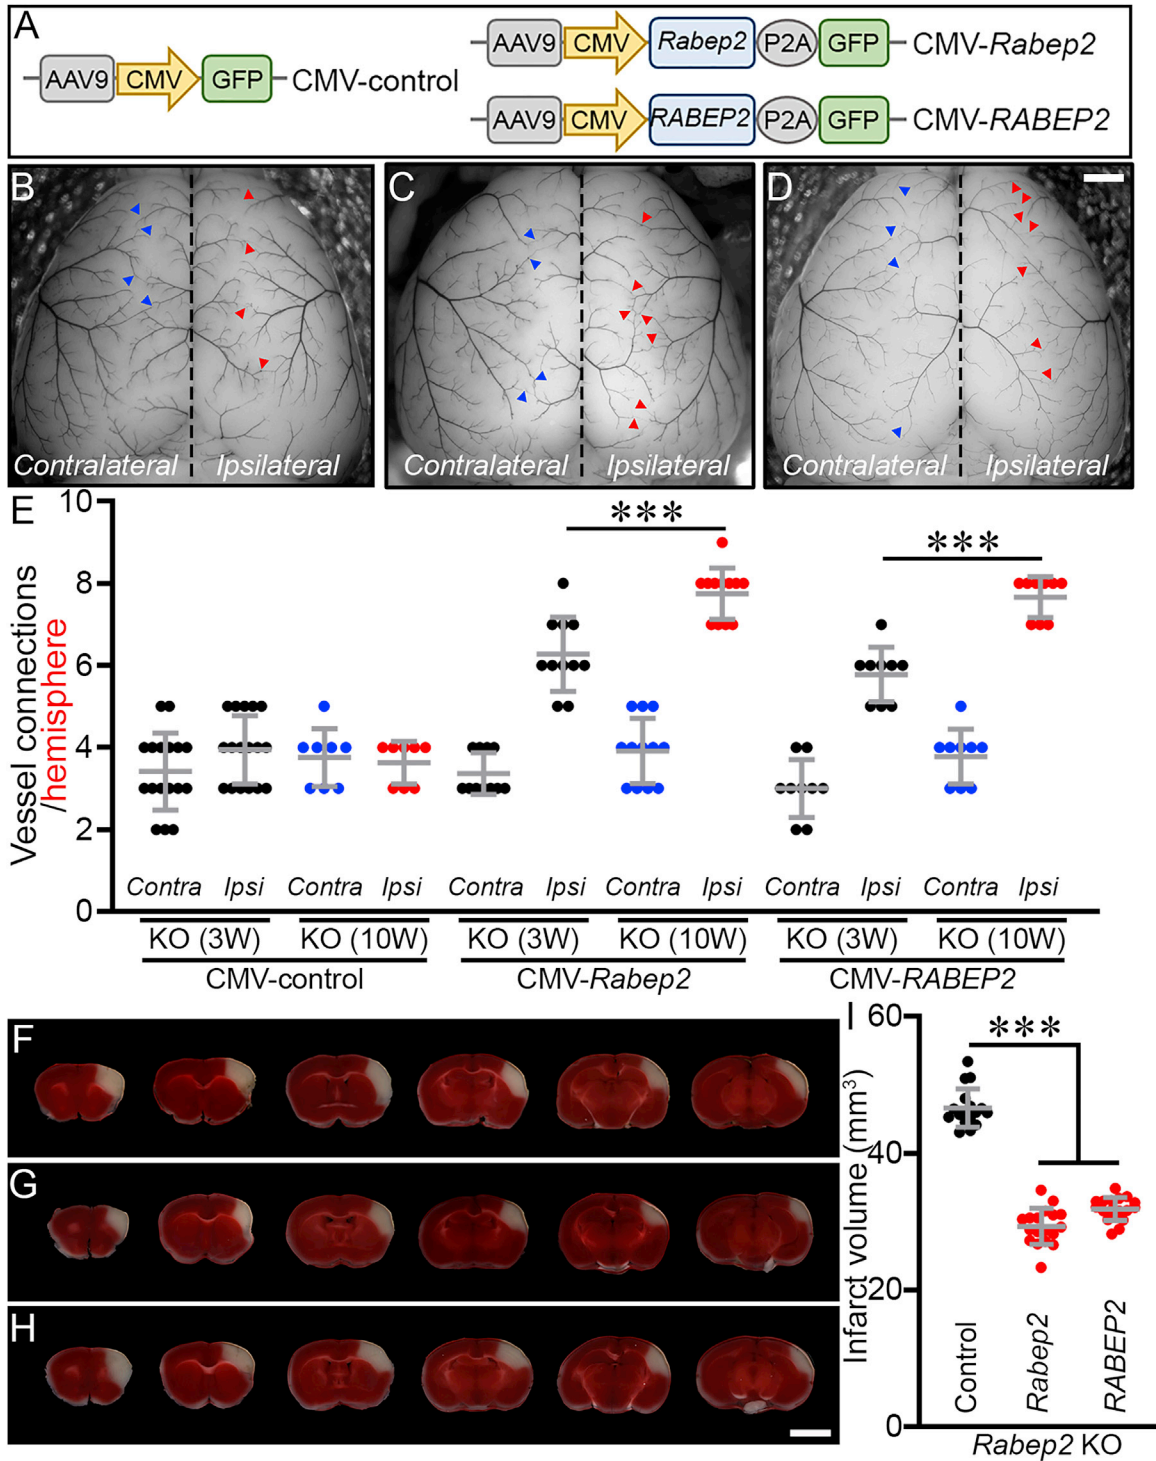 A
AAV9 CMV GFP CMV-control
AAV9 CMV Rabep2 P2A GFP CMV-Rabep2
AAV9 CMV RABEP2 P2A GFP CMV-RABEP2
B
Contralateral Ipsilateral
C
Contralateral Ipsilateral
D
Contralateral Ipsilateral
E
Vessel connections
/hemisphere
10
8
6
4
2
0
***
***
Contra Ipsi Contra Ipsi Contra Ipsi Contra Ipsi Contra Ipsi Contra Ipsi
KO (3W) KO (10W) KO (3W) KO (10W) KO (3W) KO (10W)
CMV-control CMV-Rabep2 CMV-RABEP2
F
G
H
I
Infarct volume (mm³)
60
40
20
0
***
Control
Rabep2
RABEP2
Rabep2 KO